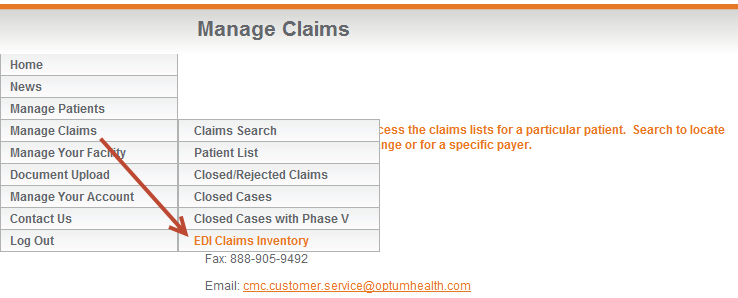 Manage Claims
Home
News
Manage Patients
Manage Claims
Manage Your Facility
Document Upload
Manage Your Account
Contact Us
Log Out
Claims Search
Patient List
Closed/Rejected Claims
Closed Cases
Closed Cases with Phase V
EDI Claims Inventory
cess the claims lists for a particular patient. Search to locate
nge or for a specific payer.
Fax: 888-905-9492
Email: cmc.customer.service@optumhealth.com